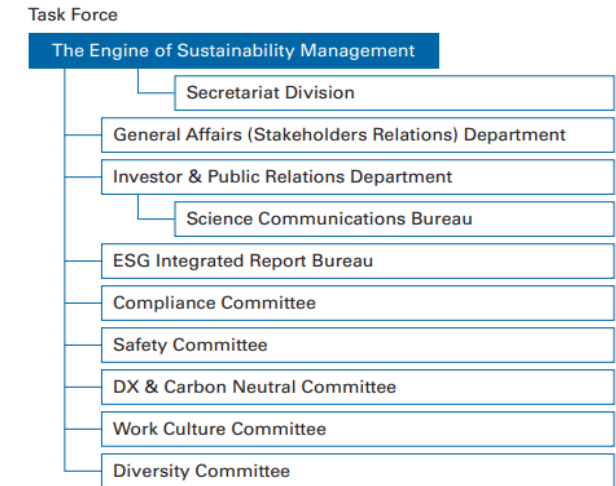 Task Force
The Engine of Sustainability Management
Secretariat Division
General Affairs (Stakeholders Relations) Department
Investor & Public Relations Department
Science Communications Bureau
ESG Integrated Report Bureau
Compliance Committee
Safety Committee
DX & Carbon Neutral Committee
Work Culture Committee
Diversity Committee